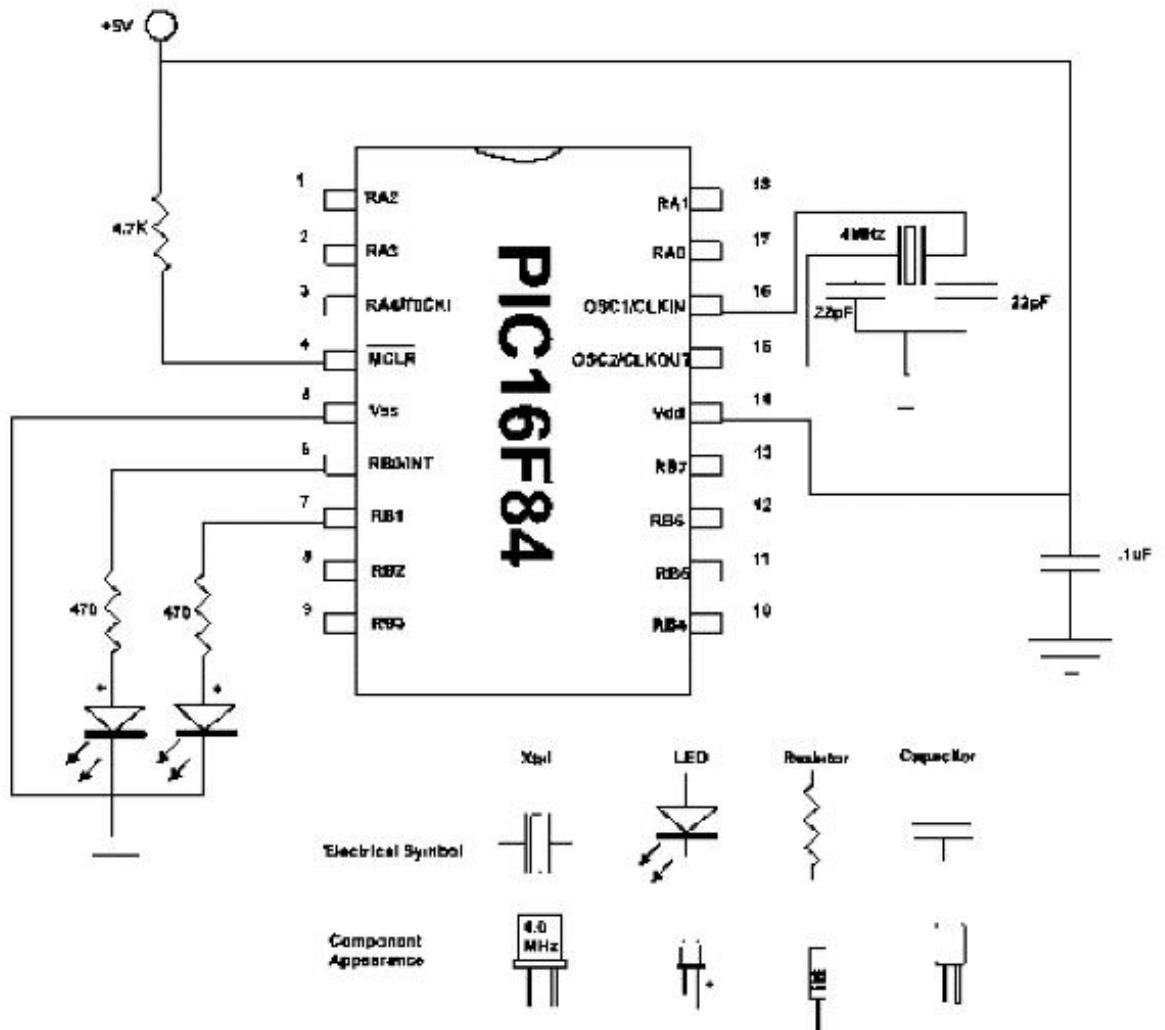 +5V
4.7K
1
RA2
2
RA3
3
RA4/T0CKI
4
MCLR
Vss
6
RB0/INT
7
RB1
8
RB2
9
RB3
PIC16F84
18
RA1
17
RA0
16
OSC1/CLKIN
15
OSC2/CLKOUT
14
Vdd
13
RB7
12
RB6
11
RB5
10
RB4
4MHz
22pF
22pF
.1uF
470
470
+
+
Xtal
LED
Resistor
Capacitor
Electrical Symbol
4.0
MHz
Component
Appearance
+